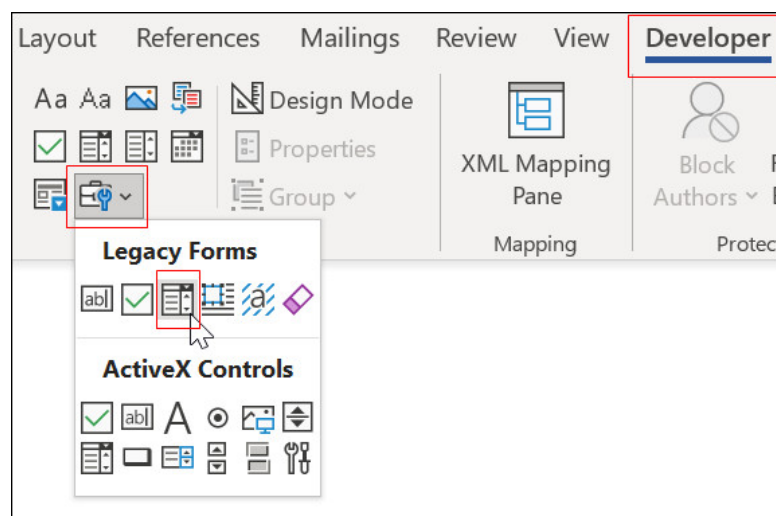 Layout References Mailings Review View Developer
Aa Aa Design Mode
Properties
Group
XML Mapping
Pane
Block
Authors
Mapping
Protec
Legacy Forms
ab| a
ActiveX Controls
ab| A